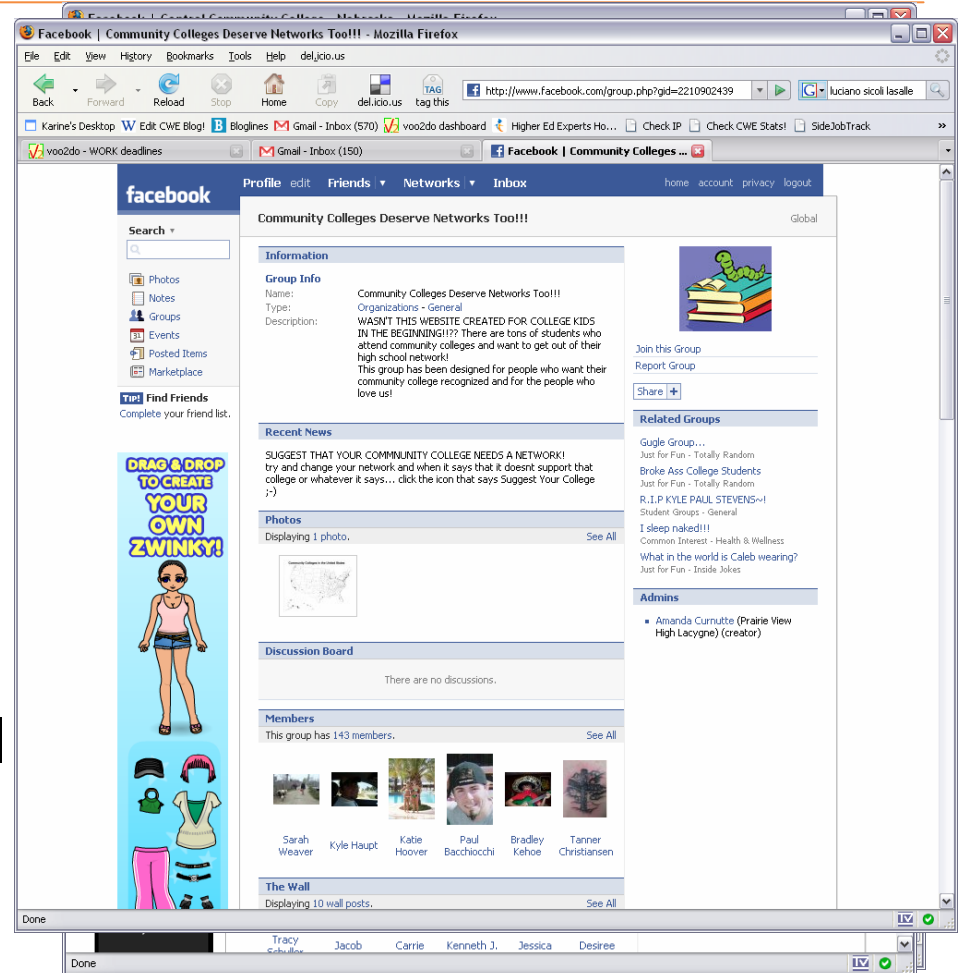 Facebook | Central Community College - Nebraska - Mozilla Firefox
Facebook | Community Colleges Deserve Networks Too!!! - Mozilla Firefox
File Edit View History Bookmarks Tools Help del.icio.us
Back Forward Reload Stop Home Copy del.icio.us tag this
TAG
http://www.facebook.com/group.php?gid=2210902439
G luciano sicoli lasalle
Karine's Desktop W Edit CWE Blog! B Bloglines Gmail - Inbox (570) voo2do dashboard Higher Ed Experts Ho... Check IP Check CWE Stats! SideJobTrack »
voo2do - WORK deadlines Gmail - Inbox (150) Facebook | Community Colleges ...
facebook
Profile edit Friends Networks Inbox home account privacy logout
Community Colleges Deserve Networks Too!!! Global
Search
Photos
Notes
Groups
31 Events
Posted Items
Marketplace
TIP! Find Friends
Complete your friend list.
DRAG & DROP
TO CREATE
YOUR
OWN
ZWINKY!
Information
Group Info
Name: Community Colleges Deserve Networks Too!!!
Type: Organizations - General
Description: WASN'T THIS WEBSITE CREATED FOR COLLEGE KIDS
IN THE BEGINNING!!?? There are tons of students who
attend community colleges and want to get out of their
high school network!
This group has been designed for people who want their
community college recognized and for the people who
love us!
Recent News
SUGGEST THAT YOUR COMMNUNITY COLLEGE NEEDS A NETWORK!
try and change your network and when it says that it doesnt support that
college or whatever it says... click the icon that says Suggest Your College
;-)
Photos
Displaying 1 photo. See All
Community Colleges in the United States
Discussion Board
There are no discussions.
Members
This group has 143 members. See All
Sarah
Weaver
Kyle Haupt
Katie
Hoover
Paul
Bacchiocchi
Bradley
Kehoe
Tanner
Christiansen
The Wall
Displaying 10 wall posts. See All
Join this Group
Report Group
Share +
Related Groups
Gugle Group...
Just for Fun - Totally Random
Broke Ass College Students
Just for Fun - Totally Random
R.I.P KYLE PAUL STEVENS~!
Student Groups - General
I sleep naked!!!
Common Interest - Health & Wellness
What in the world is Caleb wearing?
Just for Fun - Inside Jokes
Admins
Amanda Curnutte (Prairie View
High Lacygne) (creator)
Done
Tracy
Schuller
Jacob Carrie Kenneth J. Jessica Desiree
Done